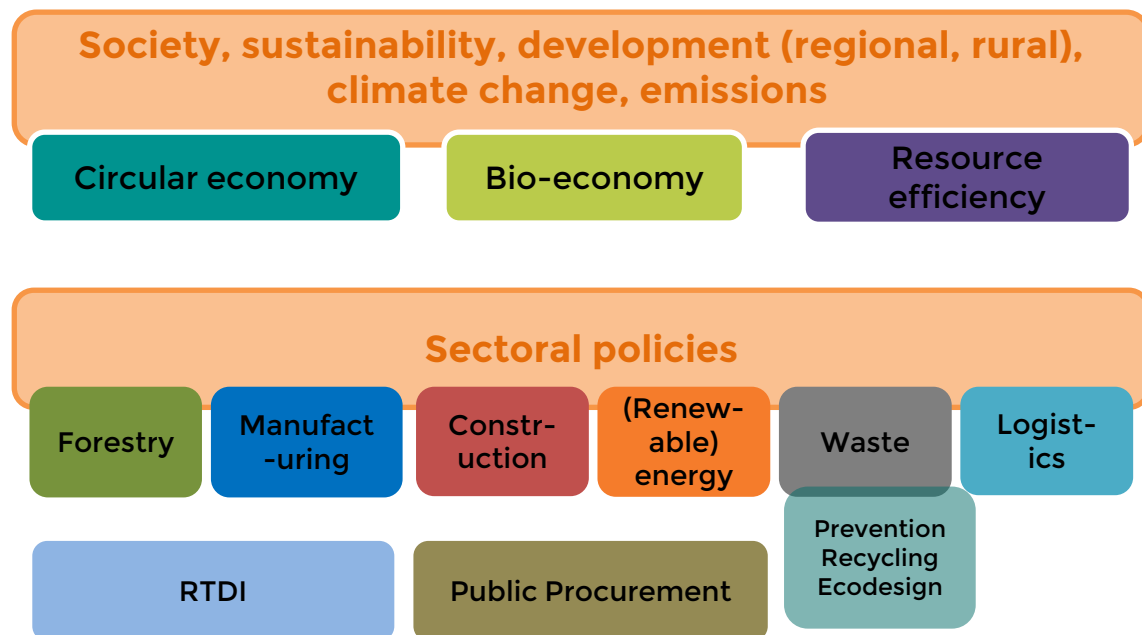 Society, sustainability, development (regional, rural),
climate change, emissions
Circular economy
Bio-economy
Resource
efficiency
Sectoral policies
Forestry
Manufact
-uring
Constr-
uction
(Renew-
able)
energy
Waste
Logist-
ics
RTDI
Public Procurement
Prevention
Recycling
Ecodesign